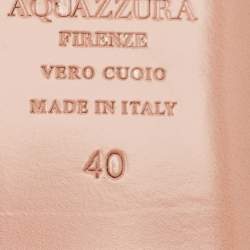 AQUAZZURA
FIRENZE
VERO CUOIO
MADE IN ITALY
40